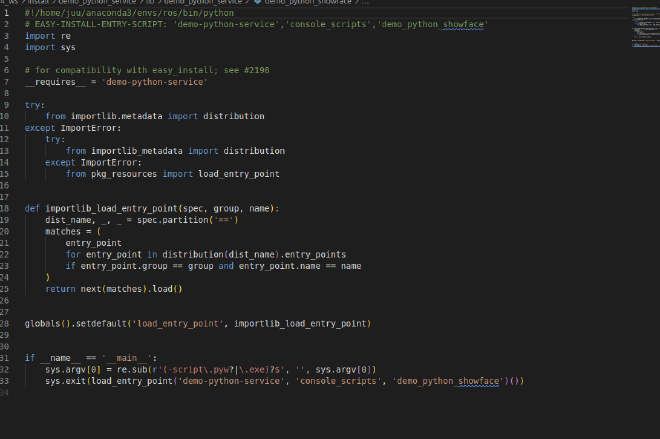 _ws > install > demo_python_service > lib > demo_python_service > demo_python_showface > ...
1 #!/home/juu/anaconda3/envs/ros/bin/python
2 # EASY-INSTALL-ENTRY-SCRIPT: 'demo-python-service','console_scripts','demo_python_showface'
3 import re
4 import sys
5
6 # for compatibility with easy_install; see #2198
7 __requires__ = 'demo-python-service'
8
9 try:
10 from importlib.metadata import distribution
11 except ImportError:
12 try:
13 from importlib_metadata import distribution
14 except ImportError:
15 from pkg_resources import load_entry_point
16
17
18 def importlib_load_entry_point(spec, group, name):
19 dist_name, _, _ = spec.partition('==')
20 matches = (
21 entry_point
22 for entry_point in distribution(dist_name).entry_points
23 if entry_point.group == group and entry_point.name == name
24 )
25 return next(matches).load()
26
27
28 globals().setdefault('load_entry_point', importlib_load_entry_point)
29
30
31 if __name__ == '__main__':
32 sys.argv[0] = re.sub(r'(-script\.pyw?|\.exe)?$', '', sys.argv[0])
33 sys.exit(load_entry_point('demo-python-service', 'console_scripts', 'demo_python_showface')())
34